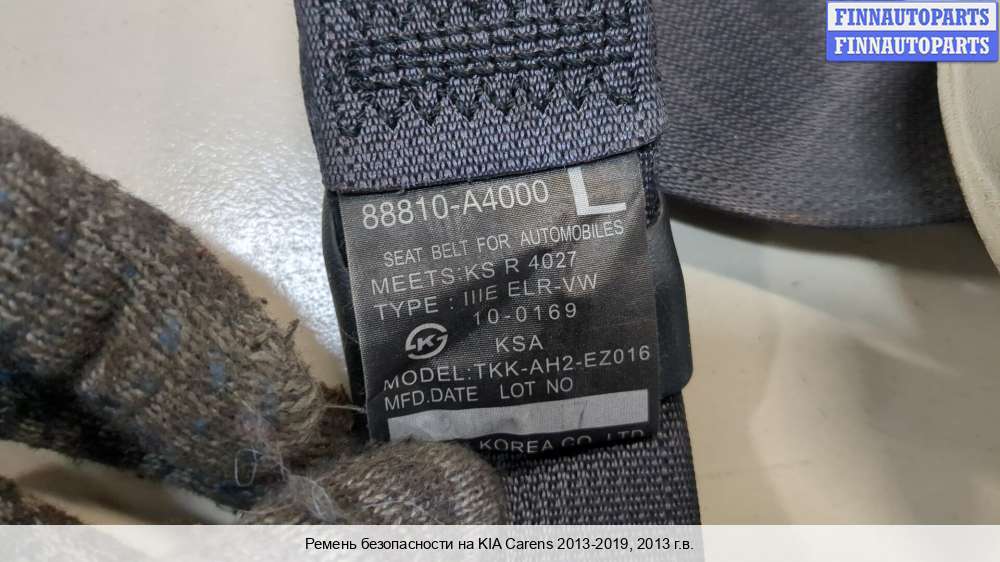 FINNAUTOPARTS
FINNAUTOPARTS
88810-A4000 L
SEAT BELT FOR AUTOMOBILES
MEETS:KS R 4027
TYPE : IIIE ELR-VW
10-0169
K
KSA
MODEL:TKK-AH2-EZ016
MFD.DATE LOT NO
KOREA CO., LTD
Ремень безопасности на KIA Carens 2013-2019, 2013 г.в.